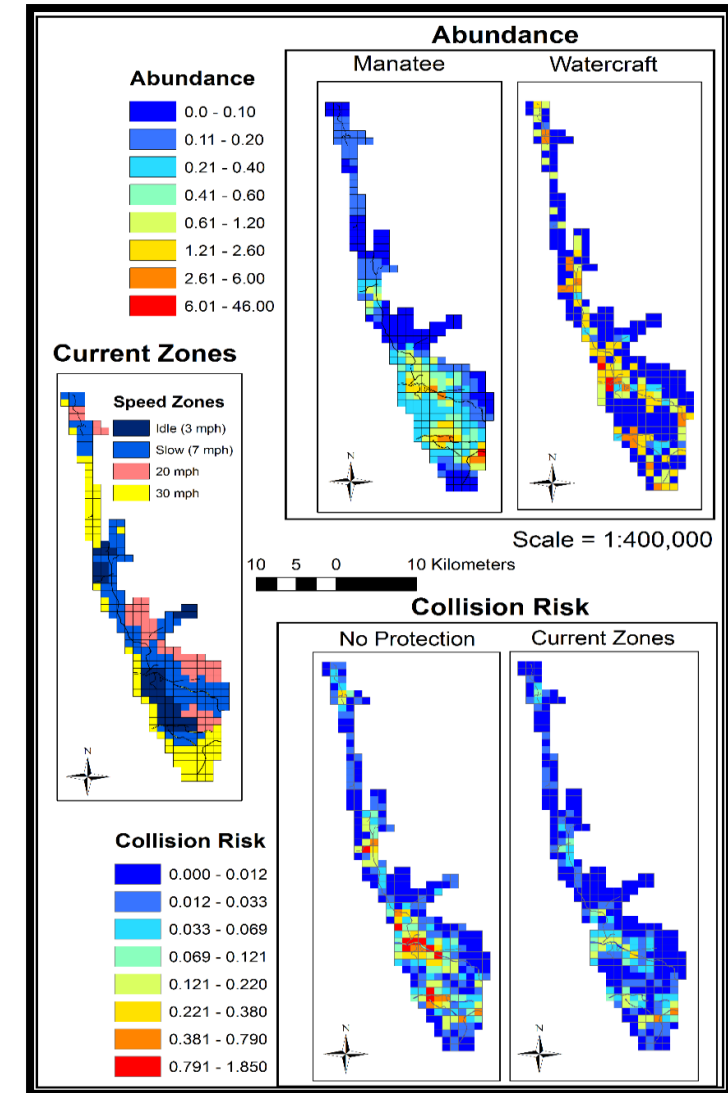 Abundance
Manatee
Watercraft
Abundance
0.0 - 0.10
0.11 - 0.20
0.21 - 0.40
0.41 - 0.60
0.61 - 1.20
1.21 - 2.60
2.61 - 6.00
6.01 - 46.00
N
N
Current Zones
Speed Zones
Idle (3 mph)
Slow (7 mph)
20 mph
30 mph
N
Scale = 1:400,000
10 5 0 10 Kilometers
Collision Risk
No Protection
Current Zones
Collision Risk
0.000 - 0.012
0.012 - 0.033
0.033 - 0.069
0.069 - 0.121
0.121 - 0.220
0.221 - 0.380
0.381 - 0.790
0.791 - 1.850
N
N